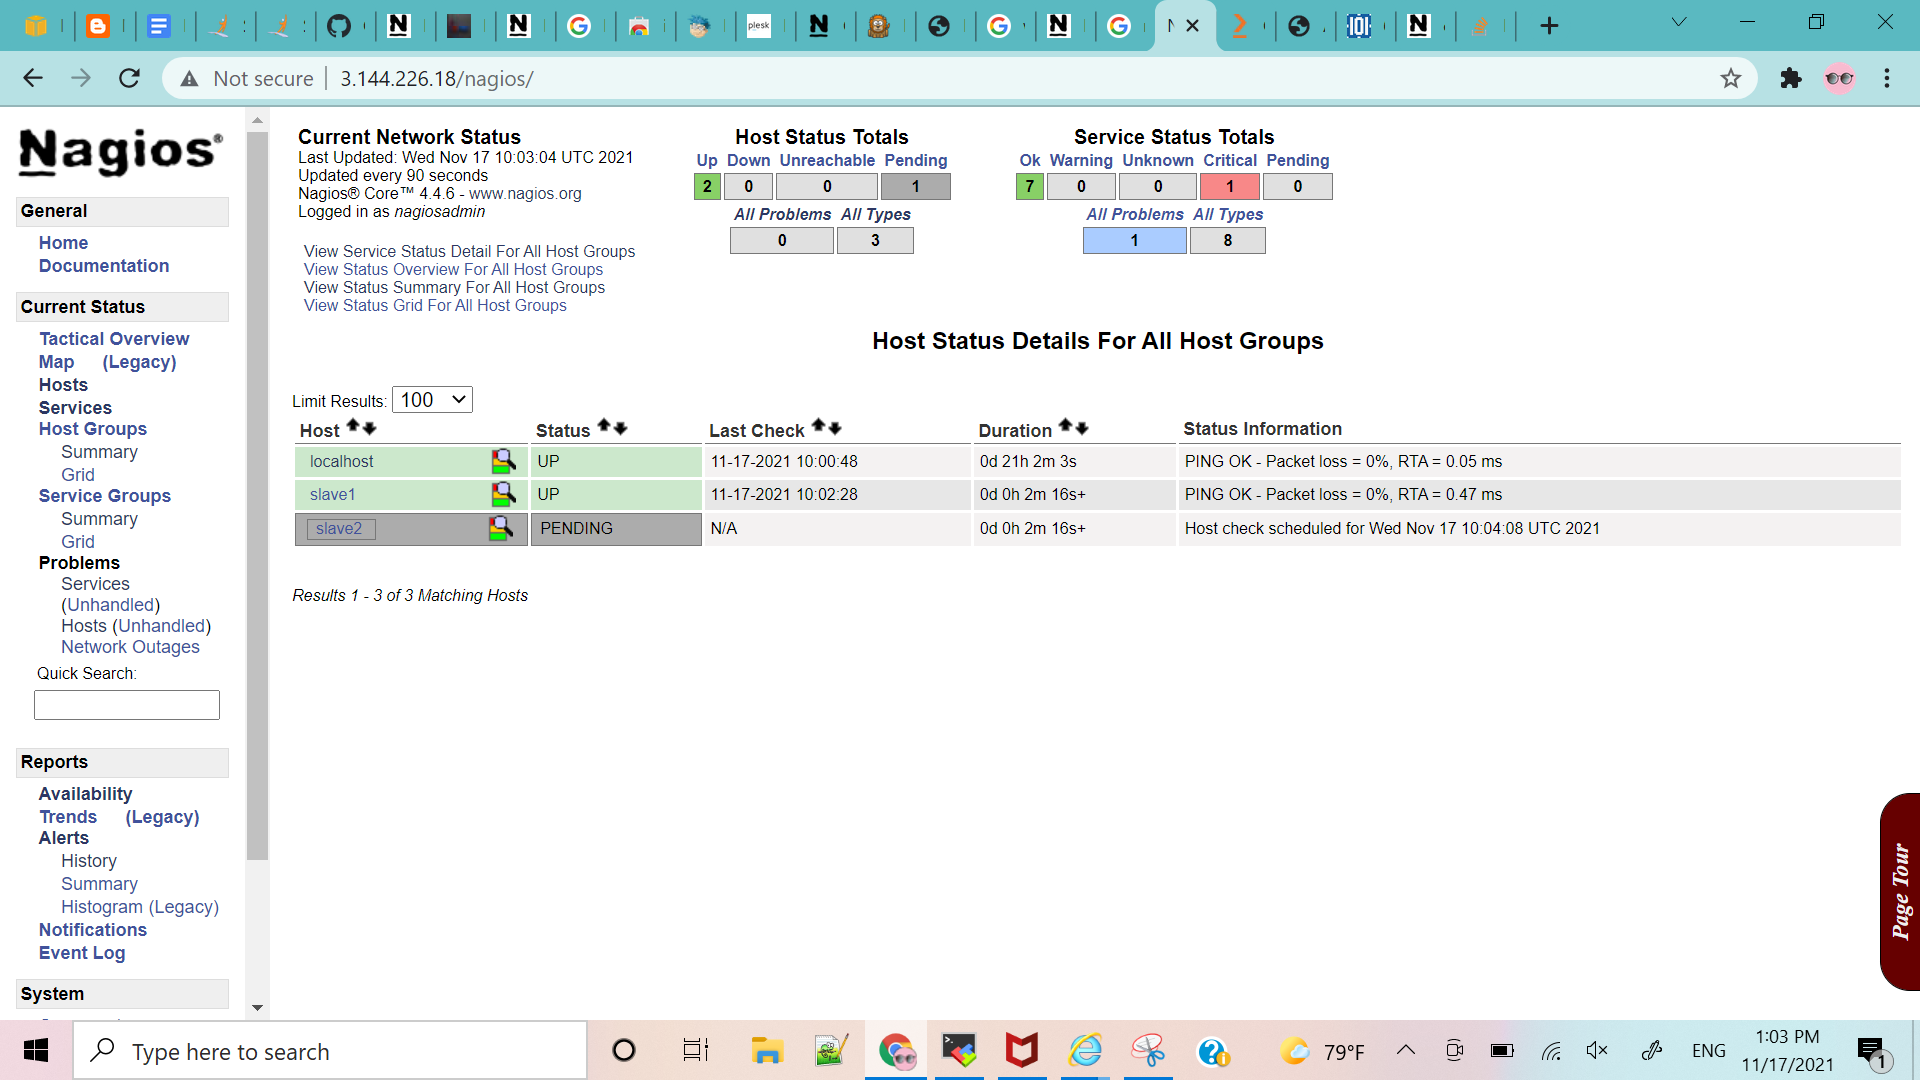 plesk
Not secure
3.144.226.18/nagios/
Nagios®
General
Home
Documentation
Current Status
Tactical Overview
Map (Legacy)
Hosts
Services
Host Groups
Summary
Grid
Service Groups
Summary
Grid
Problems
Services
(Unhandled)
Hosts (Unhandled)
Network Outages
Quick Search:
Reports
Availability
Trends (Legacy)
Alerts
History
Summary
Histogram (Legacy)
Notifications
Event Log
System
Current Network Status
Last Updated: Wed Nov 17 10:03:04 UTC 2021
Updated every 90 seconds
Nagios® Core™ 4.4.6 - www.nagios.org
Logged in as nagiosadmin
View Service Status Detail For All Host Groups
View Status Overview For All Host Groups
View Status Summary For All Host Groups
View Status Grid For All Host Groups
Host Status Totals
Up Down Unreachable Pending
2 0 0 1
All Problems All Types
0 3
Service Status Totals
Ok Warning Unknown Critical Pending
7 0 0 1 0
All Problems All Types
1 8
Host Status Details For All Host Groups
Limit Results: 100
Host Status Last Check Duration Status Information
localhost UP 11-17-2021 10:00:48 0d 21h 2m 3s PING OK - Packet loss = 0%, RTA = 0.05 ms
slave1 UP 11-17-2021 10:02:28 0d 0h 2m 16s+ PING OK - Packet loss = 0%, RTA = 0.47 ms
slave2 PENDING N/A 0d 0h 2m 16s+ Host check scheduled for Wed Nov 17 10:04:08 UTC 2021
Results 1 - 3 of 3 Matching Hosts
Page Tour
Type here to search
79°F
ENG
1:03 PM
11/17/2021
1